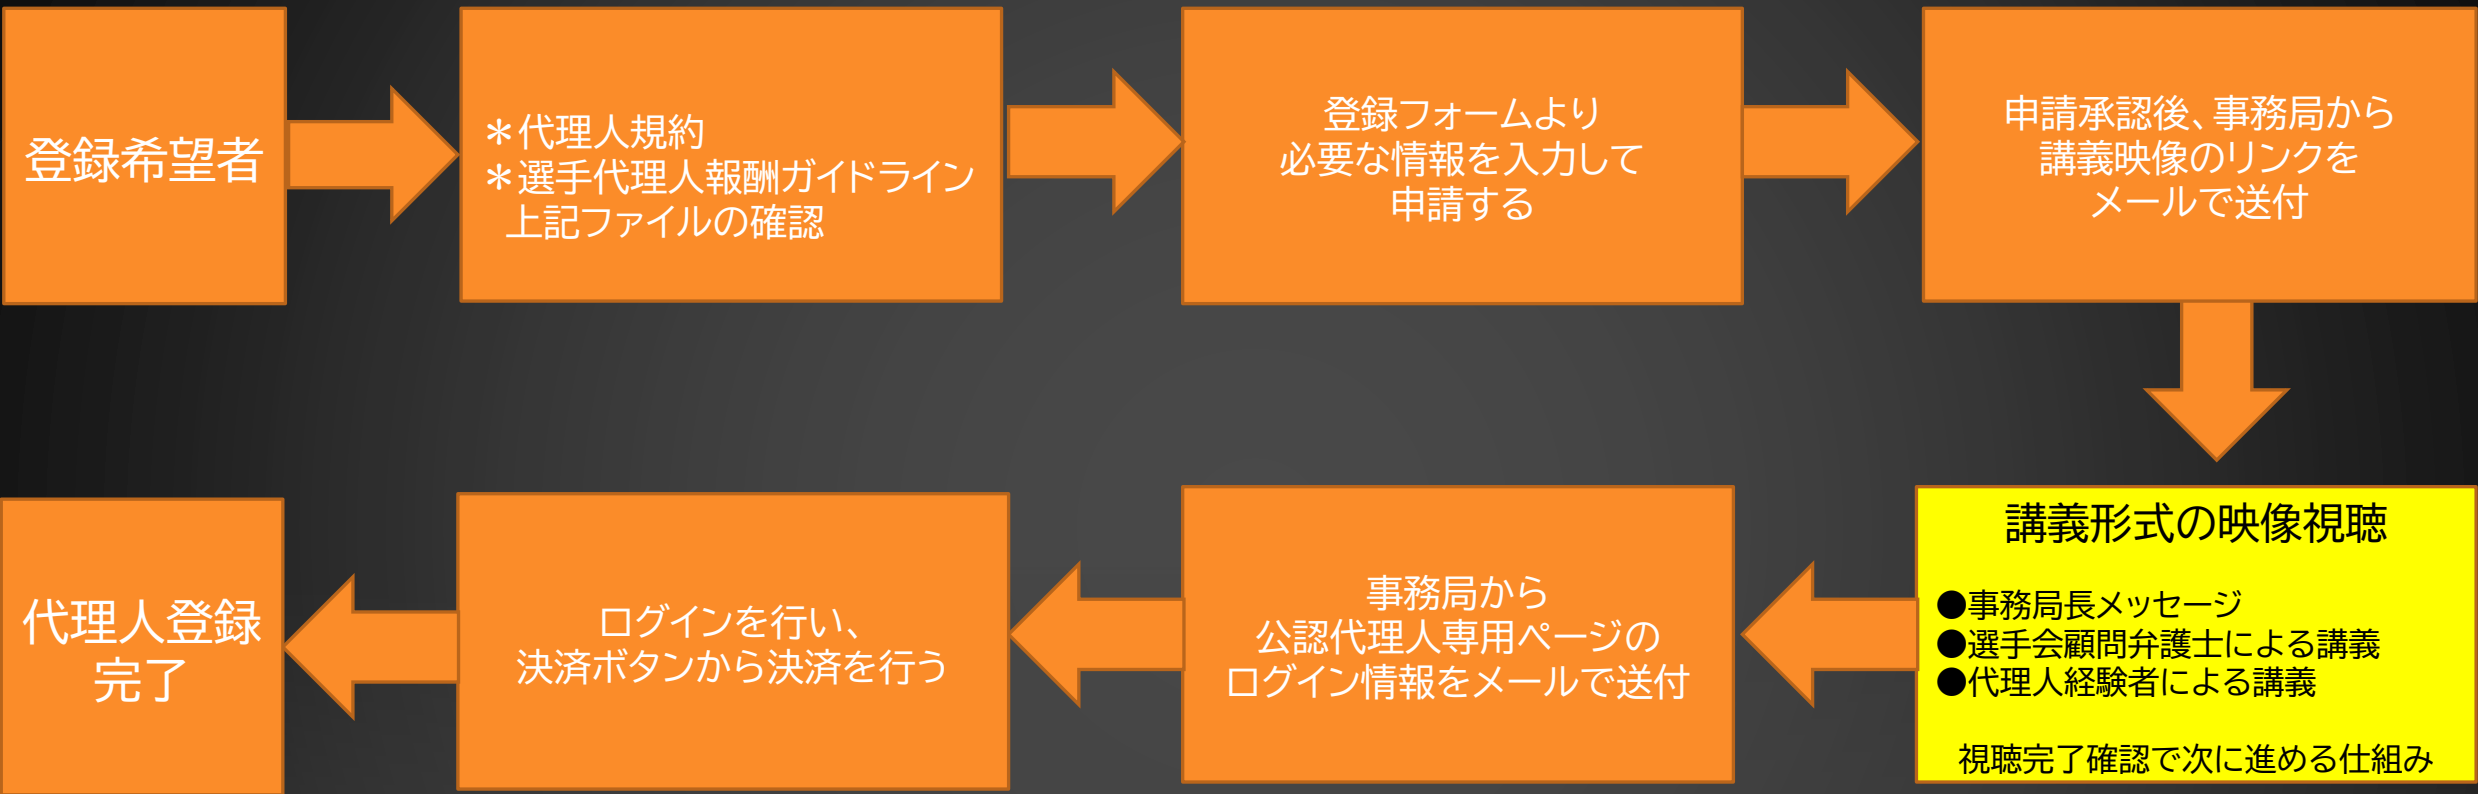 登録希望者
＊代理人規約
＊選手代理人報酬ガイドライン
上記ファイルの確認
登録フォームより
必要な情報を入力して
申請する
申請承認後、事務局から
講義映像のリンクを
メールで送付
講義形式の映像視聴
●事務局長メッセージ
●選手会顧問弁護士による講義
●代理人経験者による講義
視聴完了確認で次に進める仕組み
事務局から
公認代理人専用ページの
ログイン情報をメールで送付
ログインを行い、
決済ボタンから決済を行う
代理人登録
完了